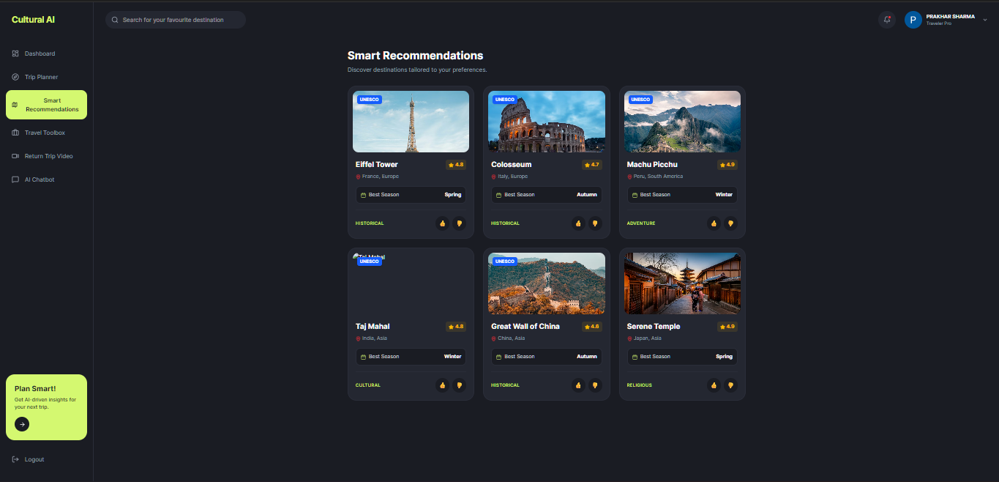 Cultural AI
Search for your favourite destination
P
PRAKHAR SHARMA
Traveler Pro
Dashboard
Trip Planner
Smart
Recommendations
Travel Toolbox
Return Trip Video
AI Chatbot
Plan Smart!
Get AI-driven insights for
your next trip.
Logout
Smart Recommendations
Discover destinations tailored to your preferences.
UNESCO
Eiffel Tower
4.8
France, Europe
Best Season
Spring
HISTORICAL
UNESCO
Colosseum
4.7
Italy, Europe
Best Season
Autumn
HISTORICAL
UNESCO
Machu Picchu
4.9
Peru, South America
Best Season
Winter
ADVENTURE
Taj Mahal
UNESCO
Taj Mahal
4.8
India, Asia
Best Season
Winter
CULTURAL
UNESCO
Great Wall of China
4.6
China, Asia
Best Season
Autumn
HISTORICAL
Serene Temple
4.9
Japan, Asia
Best Season
Spring
RELIGIOUS